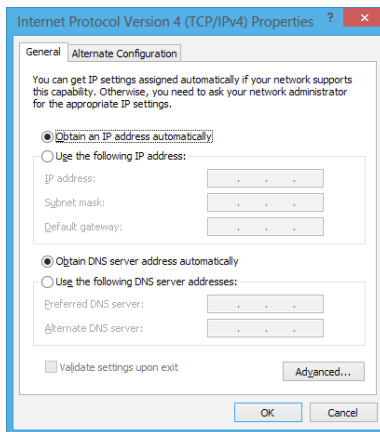 Internet Protocol Version 4 (TCP/IPv4) Properties ? ×
General Alternate Configuration
You can get IP settings assigned automatically if your network supports
this capability. Otherwise, you need to ask your network administrator
for the appropriate IP settings.
Obtain an IP address automatically
Use the following IP address:
IP address: . . .
Subnet mask: . . .
Default gateway: . . .
Obtain DNS server address automatically
Use the following DNS server addresses:
Preferred DNS server: . . .
Alternate DNS server: . . .
Validate settings upon exit
Advanced...
OK Cancel